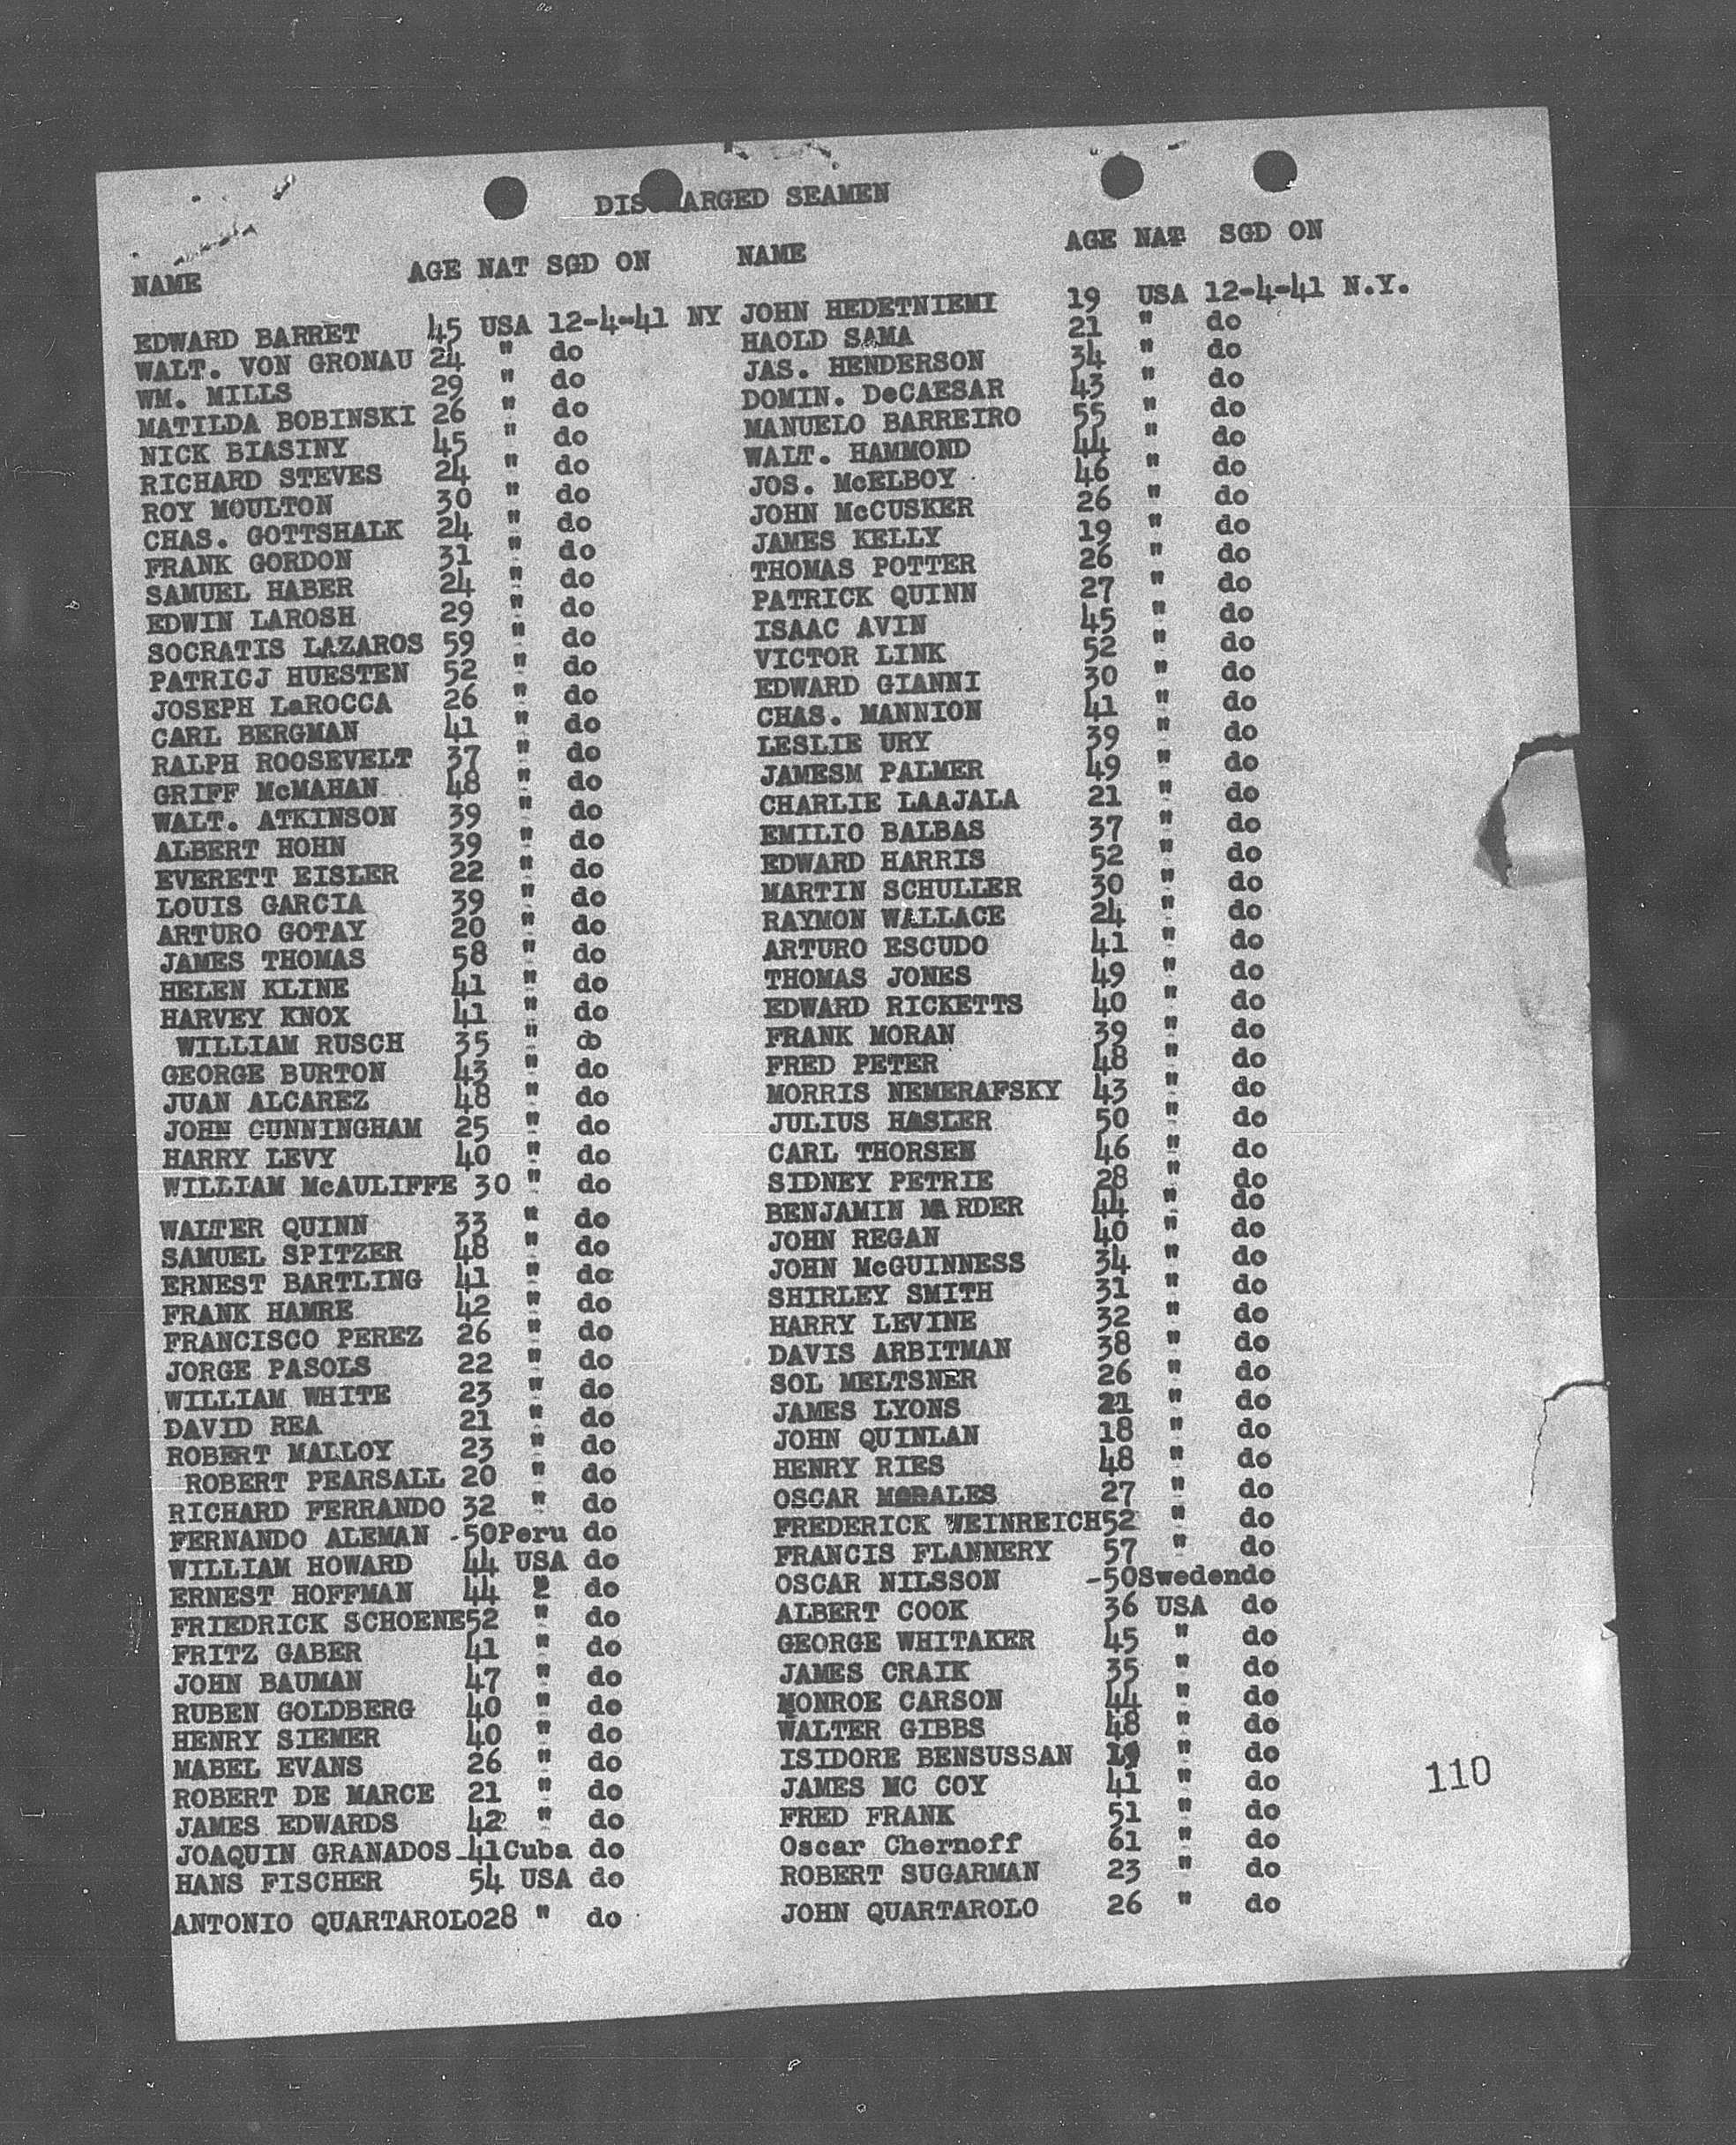 DISCHARGED SEAMEN
NAME AGE NAT SGD ON
EDWARD BARRET 45 USA 12-4-41 NY
WALT. VON GRONAU 24 " do
WM. MILLS 29 " do
MATILDA BOBINSKI 26 " do
NICK BIASINY 45 " do
RICHARD STEVES 24 " do
ROY MOULTON 30 " do
CHAS. GOTTSHALK 24 " do
FRANK GORDON 31 " do
SAMUEL HABER 24 " do
EDWIN LAROSH 29 " do
SOCRATIS LAZAROS 59 " do
PATRICJ HUESTEN 52 " do
JOSEPH LaROCCA 26 " do
CARL BERGMAN 41 " do
RALPH ROOSEVELT 37 " do
GRIFF McMAHAN 48 " do
WALT. ATKINSON 39 " do
ALBERT HOHN 39 " do
EVERETT EISLER 22 " do
LOUIS GARCIA 39 " do
ARTURO GOTAY 20 " do
JAMES THOMAS 58 " do
HELEN KLINE 41 " do
HARVEY KNOX 41 " do
WILLIAM RUSCH 35 " do
GEORGE BURTON 43 " do
JUAN ALCAREZ 48 " do
JOHN CUNNINGHAM 25 " do
HARRY LEVY 40 " do
WILLIAM McAULIFFE 30 " do
WALTER QUINN 33 " do
SAMUEL SPITZER 48 " do
ERNEST BARTLING 41 " do
FRANK HAMRE 42 " do
FRANCISCO PEREZ 26 " do
JORGE PASOLS 22 " do
WILLIAM WHITE 23 " do
DAVID REA 21 " do
ROBERT MALLOY 23 " do
ROBERT PEARSALL 20 " do
RICHARD FERRANDO 32 " do
FERNANDO ALEMAN -50Peru do
WILLIAM HOWARD 44 USA do
ERNEST HOFFMAN 44 " do
FRIEDRICK SCHOENE52 " do
FRITZ GABER 41 " do
JOHN BAUMAN 47 " do
RUBEN GOLDBERG 40 " do
HENRY SIEMER 40 " do
MABEL EVANS 26 " do
ROBERT DE MARCE 21 " do
JAMES EDWARDS 42 " do
JOAQUIN GRANADOS -41Cuba do
HANS FISCHER 54 USA do
ANTONIO QUARTAROLO28 " do
NAME AGE NAT SGD ON
JOHN HEDETNIEMI 19 USA 12-4-41 N.Y.
HAOLD SAMA 21 " do
JAS. HENDERSON 34 " do
DOMIN. DeCAESAR 43 " do
MANUELO BARREIRO 55 " do
WALT. HAMMOND 44 " do
JOS. McELBOY 46 " do
JOHN McCUSKER 26 " do
JAMES KELLY 19 " do
THOMAS POTTER 26 " do
PATRICK QUINN 27 " do
ISAAC AVIN 45 " do
VICTOR LINK 52 " do
EDWARD GIANNI 30 " do
CHAS. MANNION 41 " do
LESLIE URY 39 " do
JAMESM PALMER 49 " do
CHARLIE LAAJALA 21 " do
EMILIO BALBAS 37 " do
EDWARD HARRIS 52 " do
MARTIN SCHULLER 30 " do
RAYMON WALLACE 24 " do
ARTURO ESCUDO 41 " do
THOMAS JONES 49 " do
EDWARD RICKETTS 40 " do
FRANK MORAN 39 " do
FRED PETER 48 " do
MORRIS NEMERAFSKY 43 " do
JULIUS HASLER 50 " do
CARL THORSEN 46 " do
SIDNEY PETRIE 28 " do
BENJAMIN MARDER 44 " do
JOHN REGAN 40 " do
JOHN McGUINNESS 34 " do
SHIRLEY SMITH 31 " do
HARRY LEVINE 32 " do
DAVIS ARBITMAN 38 " do
SOL MELTSNER 26 " do
JAMES LYONS 21 " do
JOHN QUINLAN 18 " do
HENRY RIES 48 " do
OSCAR MORALES 27 " do
FREDERICK WEINREICH52 " do
FRANCIS FLANNERY 57 " do
OSCAR NILSSON -50Swedendo
ALBERT COOK 36 USA do
GEORGE WHITAKER 45 " do
JAMES CRAIK 35 " do
MONROE CARSON 44 " do
WALTER GIBBS 48 " do
ISIDORE BENSUSSAN " do
JAMES MC COY 41 " do
FRED FRANK 51 " do
Oscar Chernoff 61 " do
ROBERT SUGARMAN 23 " do
JOHN QUARTAROLO 26 " do
110